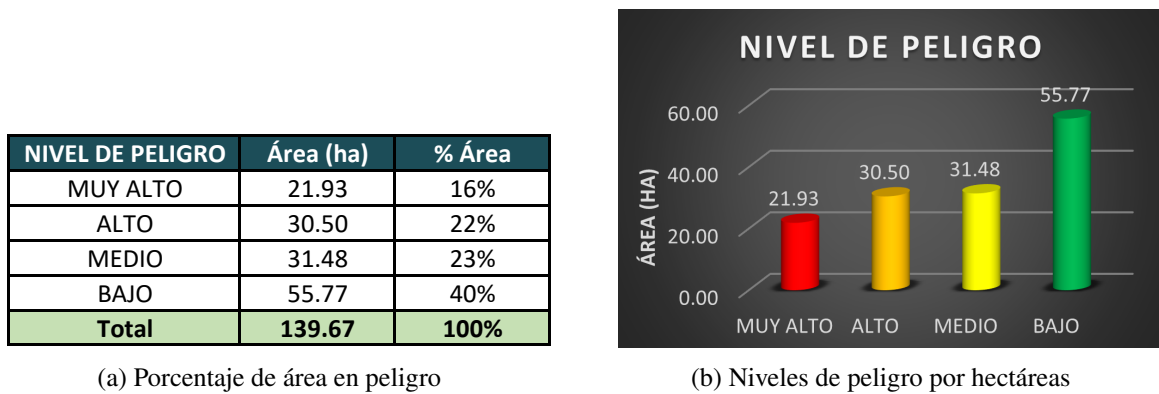 NIVEL DE PELIGRO Área (ha) % Área
MUY ALTO 21.93 16%
ALTO 30.50 22%
MEDIO 31.48 23%
BAJO 55.77 40%
Total 139.67 100%
(a) Porcentaje de área en peligro
NIVEL DE PELIGRO
ÁREA (HA)
60.00
40.00
20.00
0.00
21.93
30.50
31.48
55.77
MUY ALTO ALTO MEDIO BAJO
(b) Niveles de peligro por hectáreas